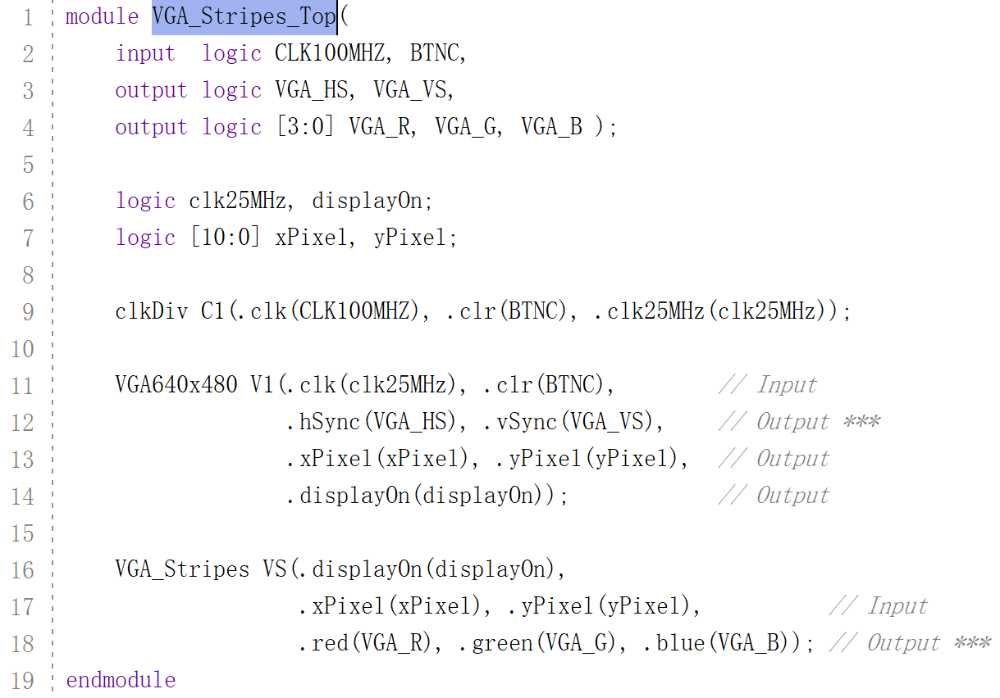 1 module VGA_Stripes_Top(
2 input logic CLK100MHZ, BTNC,
3 output logic VGA_HS, VGA_VS,
4 output logic [3:0] VGA_R, VGA_G, VGA_B );
5
6 logic clk25MHz, displayOn;
7 logic [10:0] xPixel, yPixel;
8
9 clkDiv C1(.clk(CLK100MHZ), .clr(BTNC), .clk25MHz(clk25MHz));
10
11 VGA640x480 V1(.clk(clk25MHz), .clr(BTNC), // Input
12 .hSync(VGA_HS), .vSync(VGA_VS), // Output ***
13 .xPixel(xPixel), .yPixel(yPixel), // Output
14 .displayOn(displayOn)); // Output
15
16 VGA_Stripes VS(.displayOn(displayOn),
17 .xPixel(xPixel), .yPixel(yPixel), // Input
18 .red(VGA_R), .green(VGA_G), .blue(VGA_B)); // Output ***
19 endmodule